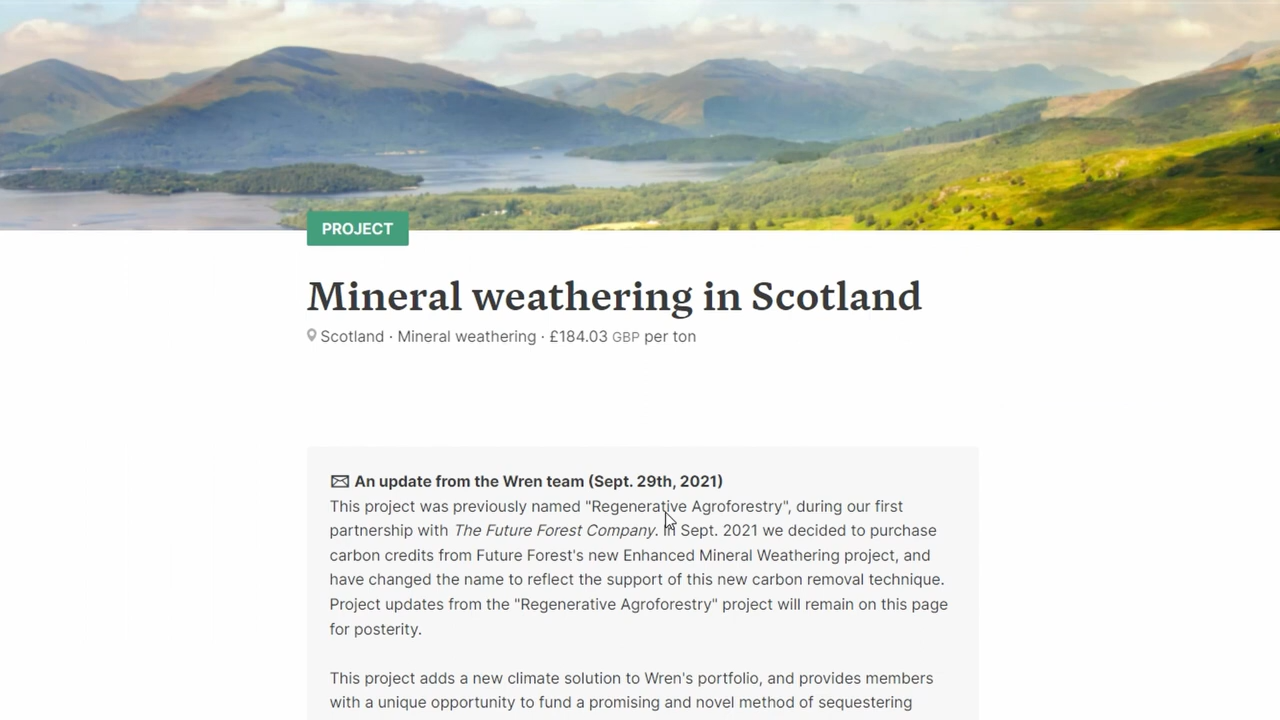 PROJECT
Mineral weathering in Scotland
Scotland · Mineral weathering · £184.03 GBP per ton
An update from the Wren team (Sept. 29th, 2021)
This project was previously named "Regenerative Agroforestry", during our first
partnership with The Future Forest Company. In Sept. 2021 we decided to purchase
carbon credits from Future Forest's new Enhanced Mineral Weathering project, and
have changed the name to reflect the support of this new carbon removal technique.
Project updates from the "Regenerative Agroforestry" project will remain on this page
for posterity.
This project adds a new climate solution to Wren's portfolio, and provides members
with a unique opportunity to fund a promising and novel method of sequestering